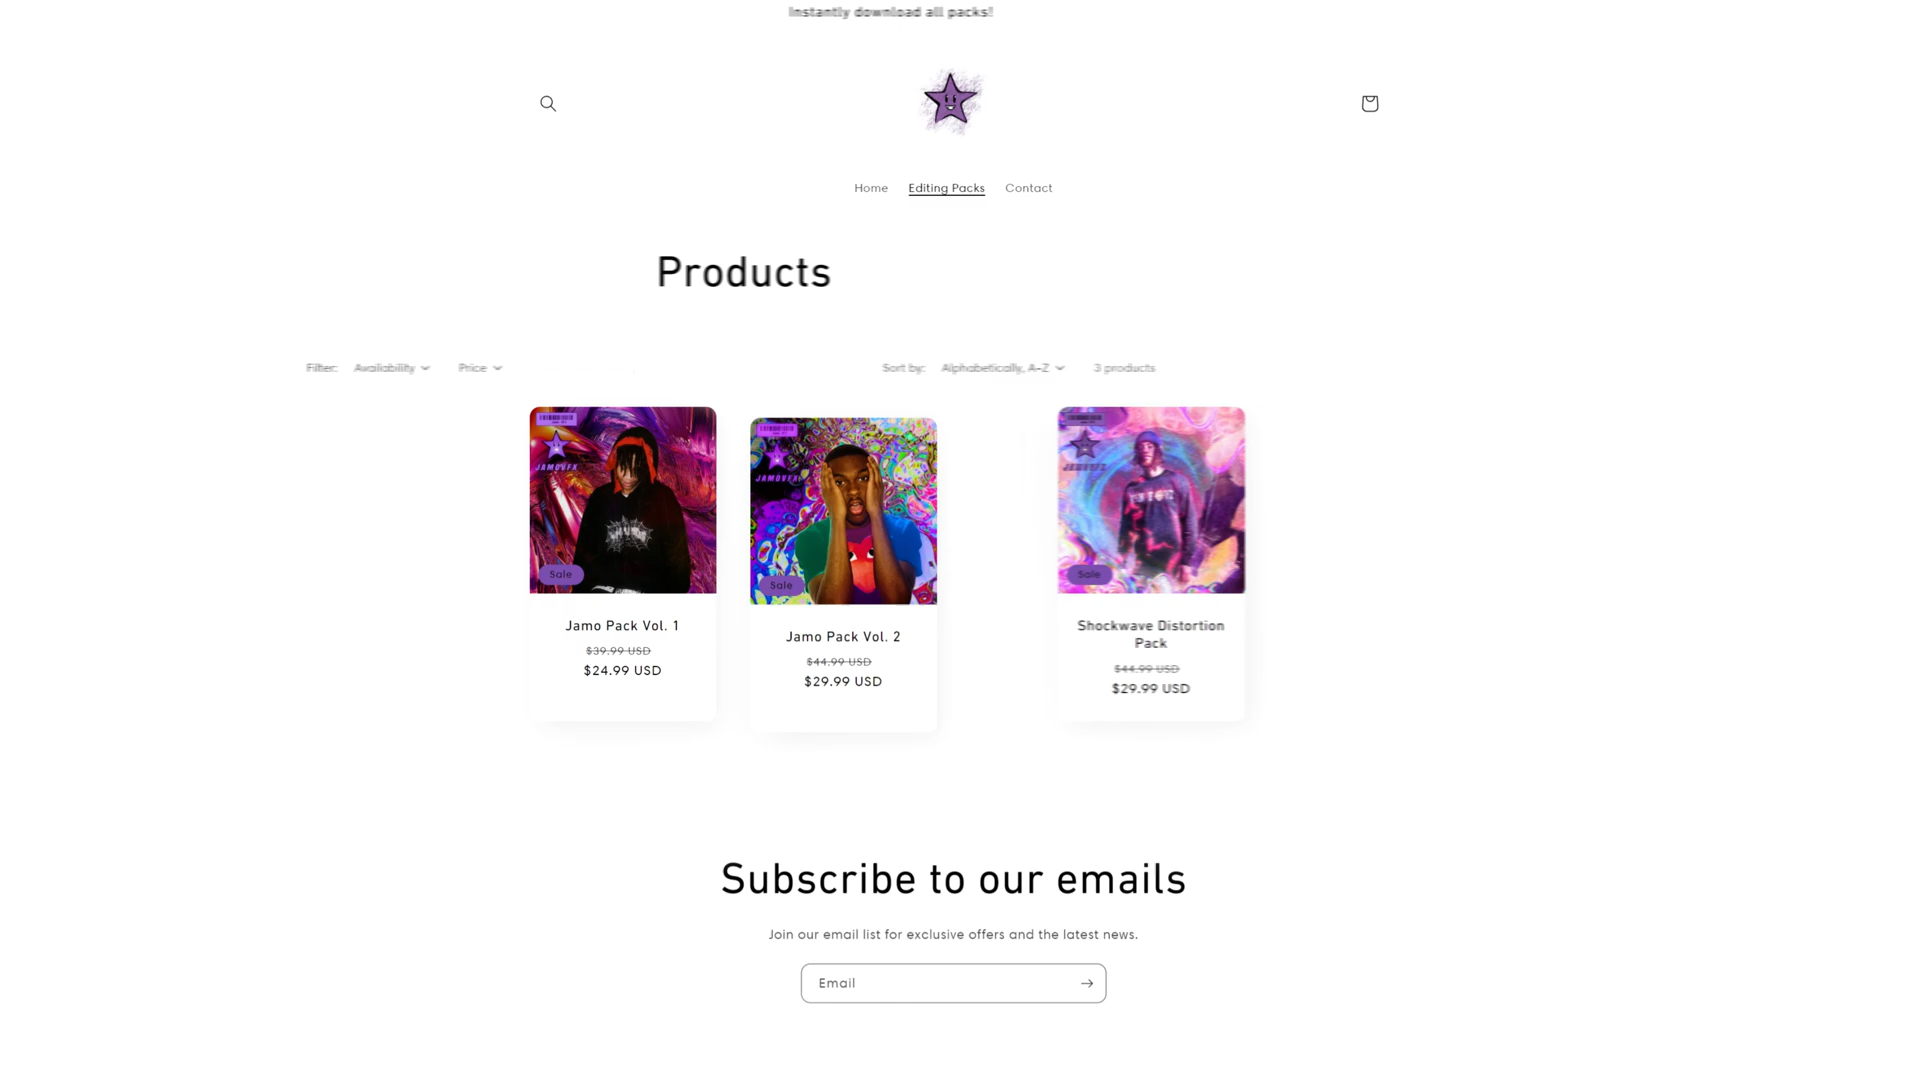 Instantly download all packs!
Home Editing Packs Contact
Products
Filter: Availability Price Sort by: Alphabetically, A-Z 3 products
JAMOVFX
JAMOVFX
JAMOVFX
Sale
Sale
Sale
Jamo Pack Vol. 1
$39.99 USD
$24.99 USD
Jamo Pack Vol. 2
$44.99 USD
$29.99 USD
Shockwave Distortion
Pack
$44.99 USD
$29.99 USD
Subscribe to our emails
Join our email list for exclusive offers and the latest news.
Email